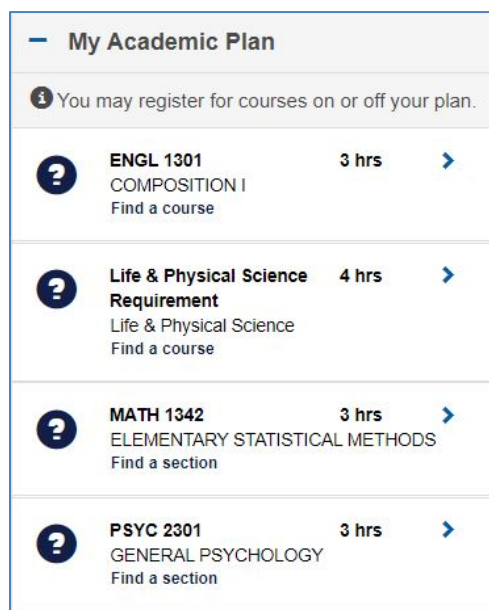 − My Academic Plan
You may register for courses on or off your plan.
ENGL 1301 3 hrs
COMPOSITION I
Find a course
Life & Physical Science 4 hrs
Requirement
Life & Physical Science
Find a course
MATH 1342 3 hrs
ELEMENTARY STATISTICAL METHODS
Find a section
PSYC 2301 3 hrs
GENERAL PSYCHOLOGY
Find a section